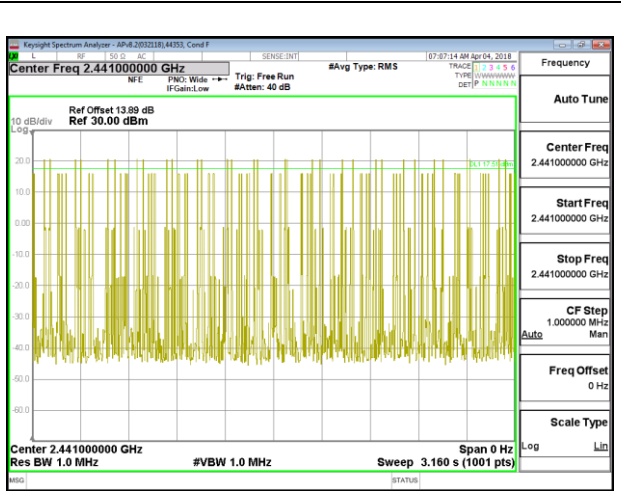 Keysight Spectrum Analyzer - APv8.2(032118),44353, Cond F
L RF 50 Ω AC SENSE:INT 07:07:14 AM Apr 04, 2018
Center Freq 2.441000000 GHz
NFE PNO: Wide Trig: Free Run #Avg Type: RMS
IFGain:Low #Atten: 40 dB
TRACE 1 2 3 4 5 6
TYPE WWWWWW
DET P N N N N N
Ref Offset 13.89 dB
10 dB/div Ref 30.00 dBm
Log
20.0
10.0
0.00
-10.0
-20.0
-30.0
-40.0
-50.0
-60.0
Center 2.441000000 GHz Span 0 Hz
Res BW 1.0 MHz #VBW 1.0 MHz Sweep 3.160 s (1001 pts)
MSG STATUS
Frequency
Auto Tune
Center Freq
2.441000000 GHz
Start Freq
2.441000000 GHz
Stop Freq
2.441000000 GHz
CF Step
1.000000 MHz
Auto Man
Freq Offset
0 Hz
Scale Type
Log Lin